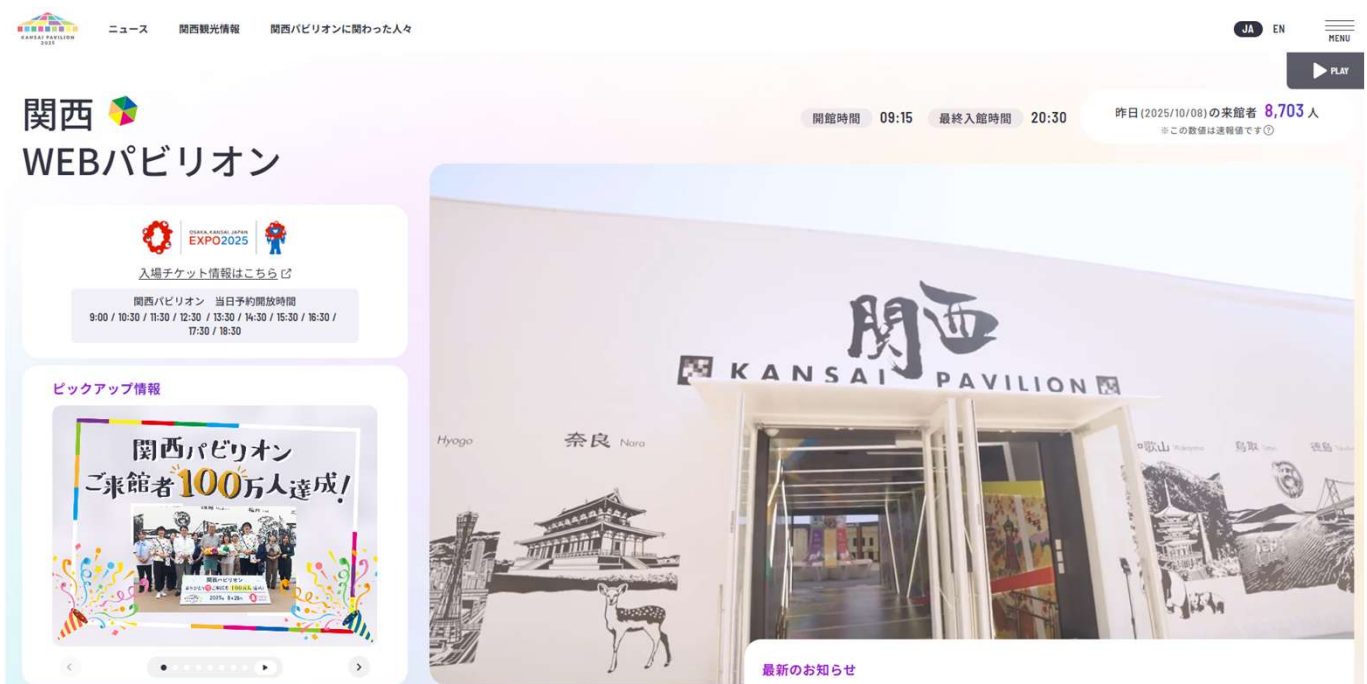 KANSAI PAVILION
2025
ニュース
関西観光情報
関西パビリオンに関わった人々
JA
EN
MENU
PLAY
関西
WEBパビリオン
開館時間 09:15 最終入館時間 20:30
昨日(2025/10/08)の来館者 8,703 人
※この数値は速報値です?
OSAKA, KANSAI, JAPAN
EXPO2025
入場チケット情報はこちら
関西パビリオン 当日予約開放時間
9:00 / 10:30 / 11:30 / 12:30 / 13:30 / 14:30 / 15:30 / 16:30 /
17:30 / 18:30
ピックアップ情報
関西パビリオン
ご来館者100万人達成!
関西パビリオン
関西
KANSAI PAVILION
Hyogo
奈良 Nara
歌山
鳥取
徳島
最新のお知らせ